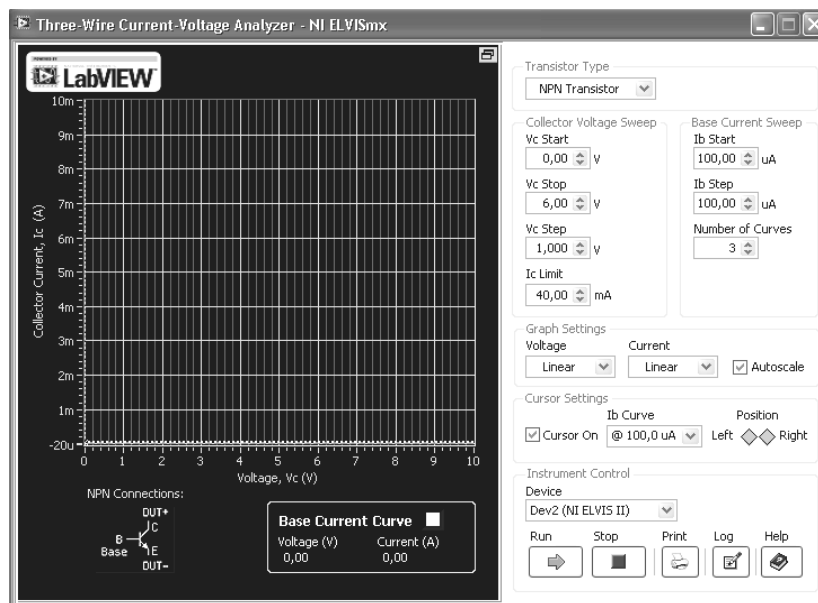 Three-Wire Current-Voltage Analyzer - NI ELVISmx
POWERED BY
LabVIEW
10m
9m
8m
7m
6m
5m
4m
3m
2m
1m
-20u
Collector Current, Ic (A)
0 1 2 3 4 5 6 7 8 9 10
Voltage, Vc (V)
NPN Connections:
DUT+
C
B
Base
E
DUT-
Base Current Curve
Voltage (V) Current (A)
0,00 0,00
Transistor Type
NPN Transistor
Collector Voltage Sweep
Vc Start
0,00 V
Vc Stop
6,00 V
Vc Step
1,000 V
Ic Limit
40,00 mA
Base Current Sweep
Ib Start
100,00 uA
Ib Step
100,00 uA
Number of Curves
3
Graph Settings
Voltage Current
Linear Linear Autoscale
Cursor Settings
Ib Curve Position
Cursor On @ 100,0 uA Left Right
Instrument Control
Device
Dev2 (NI ELVIS II)
Run Stop Print Log Help